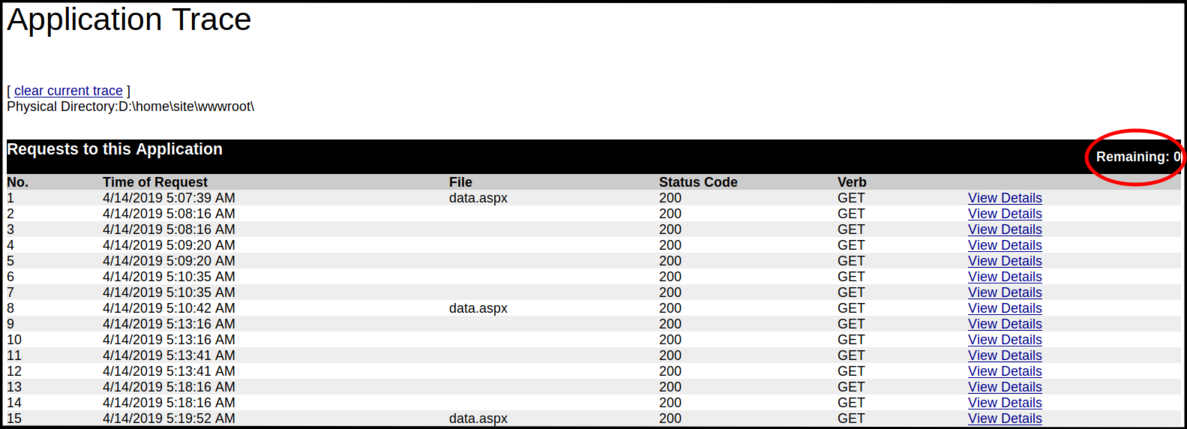 Application Trace
[ clear current trace ]
Physical Directory:D:\home\site\wwwroot\
Requests to this Application Remaining: 0
No. Time of Request File Status Code Verb
1 4/14/2019 5:07:39 AM data.aspx 200 GET View Details
2 4/14/2019 5:08:16 AM 200 GET View Details
3 4/14/2019 5:08:16 AM 200 GET View Details
4 4/14/2019 5:09:20 AM 200 GET View Details
5 4/14/2019 5:09:20 AM 200 GET View Details
6 4/14/2019 5:10:35 AM 200 GET View Details
7 4/14/2019 5:10:35 AM 200 GET View Details
8 4/14/2019 5:10:42 AM data.aspx 200 GET View Details
9 4/14/2019 5:13:16 AM 200 GET View Details
10 4/14/2019 5:13:16 AM 200 GET View Details
11 4/14/2019 5:13:41 AM 200 GET View Details
12 4/14/2019 5:13:41 AM 200 GET View Details
13 4/14/2019 5:18:16 AM 200 GET View Details
14 4/14/2019 5:18:16 AM 200 GET View Details
15 4/14/2019 5:19:52 AM data.aspx 200 GET View Details